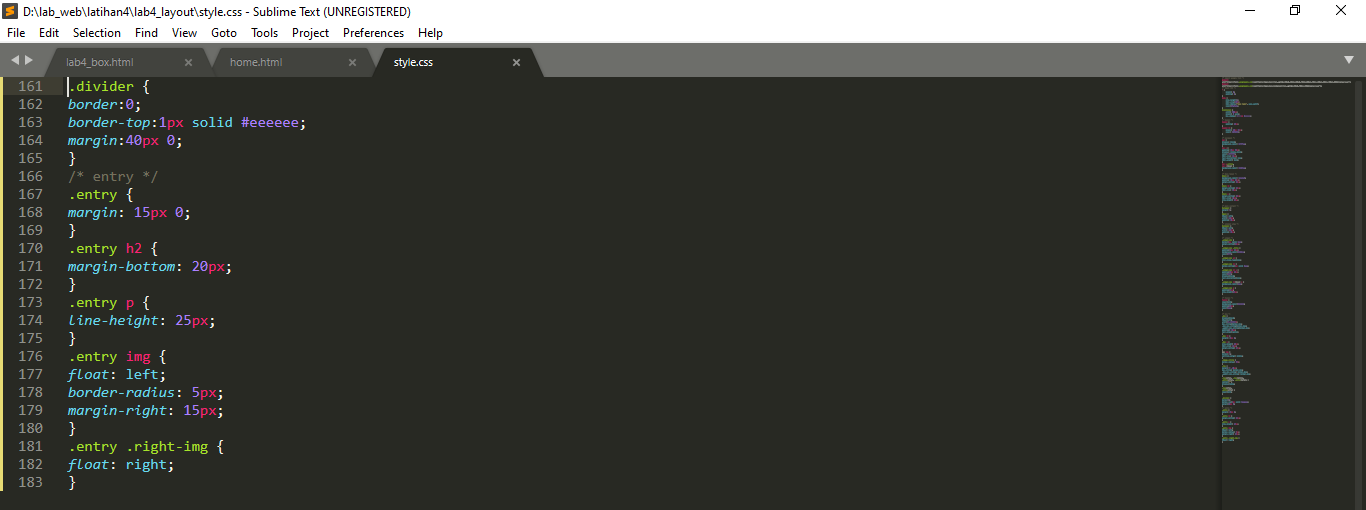 D:\lab_web\latihan4\lab4_layout\style.css - Sublime Text (UNREGISTERED)
File Edit Selection Find View Goto Tools Project Preferences Help
lab4_box.html home.html style.css
161 .divider {
162 border:0;
163 border-top:1px solid #eeeeee;
164 margin:40px 0;
165 }
166 /* entry */
167 .entry {
168 margin: 15px 0;
169 }
170 .entry h2 {
171 margin-bottom: 20px;
172 }
173 .entry p {
174 line-height: 25px;
175 }
176 .entry img {
177 float: left;
178 border-radius: 5px;
179 margin-right: 15px;
180 }
181 .entry .right-img {
182 float: right;
183 }